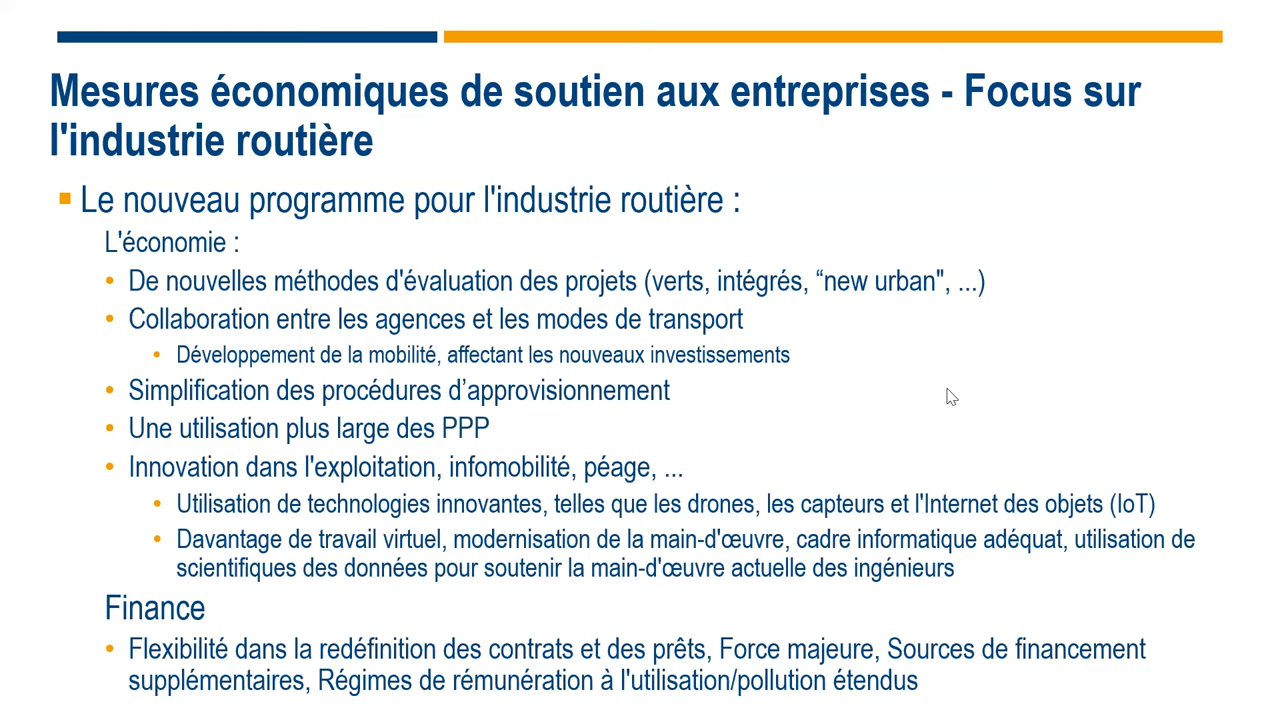 Mesures économiques de soutien aux entreprises - Focus sur
l'industrie routière
Le nouveau programme pour l'industrie routière :
L'économie :
• De nouvelles méthodes d'évaluation des projets (verts, intégrés, “new urban", ...)
• Collaboration entre les agences et les modes de transport
• Développement de la mobilité, affectant les nouveaux investissements
• Simplification des procédures d’approvisionnement
• Une utilisation plus large des PPP
• Innovation dans l'exploitation, infomobilité, péage, ...
• Utilisation de technologies innovantes, telles que les drones, les capteurs et l'Internet des objets (IoT)
• Davantage de travail virtuel, modernisation de la main-d'œuvre, cadre informatique adéquat, utilisation de
scientifiques des données pour soutenir la main-d'œuvre actuelle des ingénieurs
Finance
• Flexibilité dans la redéfinition des contrats et des prêts, Force majeure, Sources de financement
supplémentaires, Régimes de rémunération à l'utilisation/pollution étendus